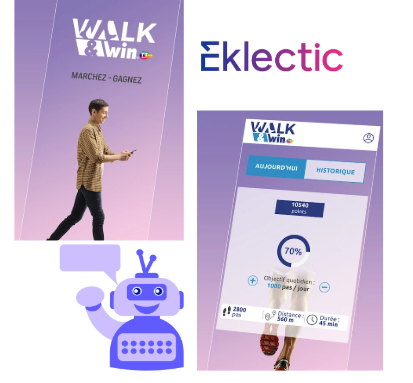 WALK
&win
MARCHEZ - GAGNEZ
Eklectic
WALK
&win
AUJOURD'HUI
HISTORIQUE
10540
points
70%
Objectif quotidien :
5000 pas / jour
2800
pas
Distance :
560 m
Durée :
45 min